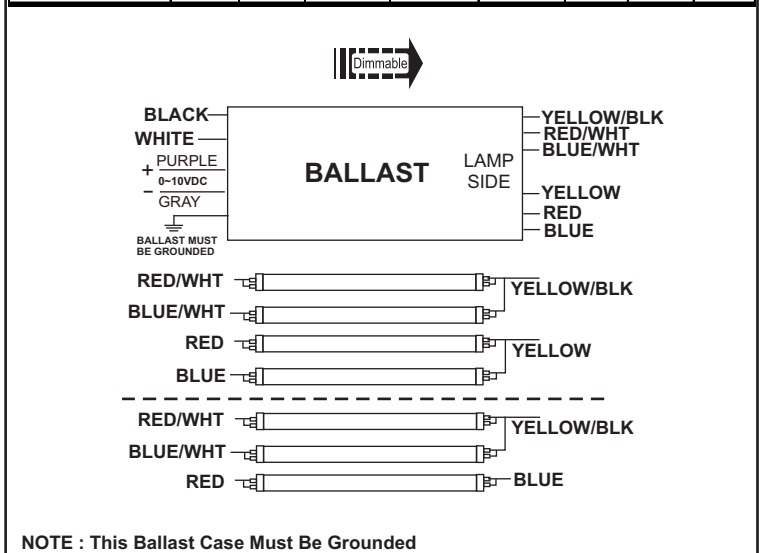 Dimmable
BLACK
WHITE
+ PURPLE
0~10VDC
− GRAY
BALLAST MUST
BE GROUNDED
BALLAST
LAMP
SIDE
YELLOW/BLK
RED/WHT
BLUE/WHT
YELLOW
RED
BLUE
RED/WHT
YELLOW/BLK
BLUE/WHT
RED
YELLOW
BLUE
RED/WHT
YELLOW/BLK
BLUE/WHT
RED
BLUE
NOTE : This Ballast Case Must Be Grounded